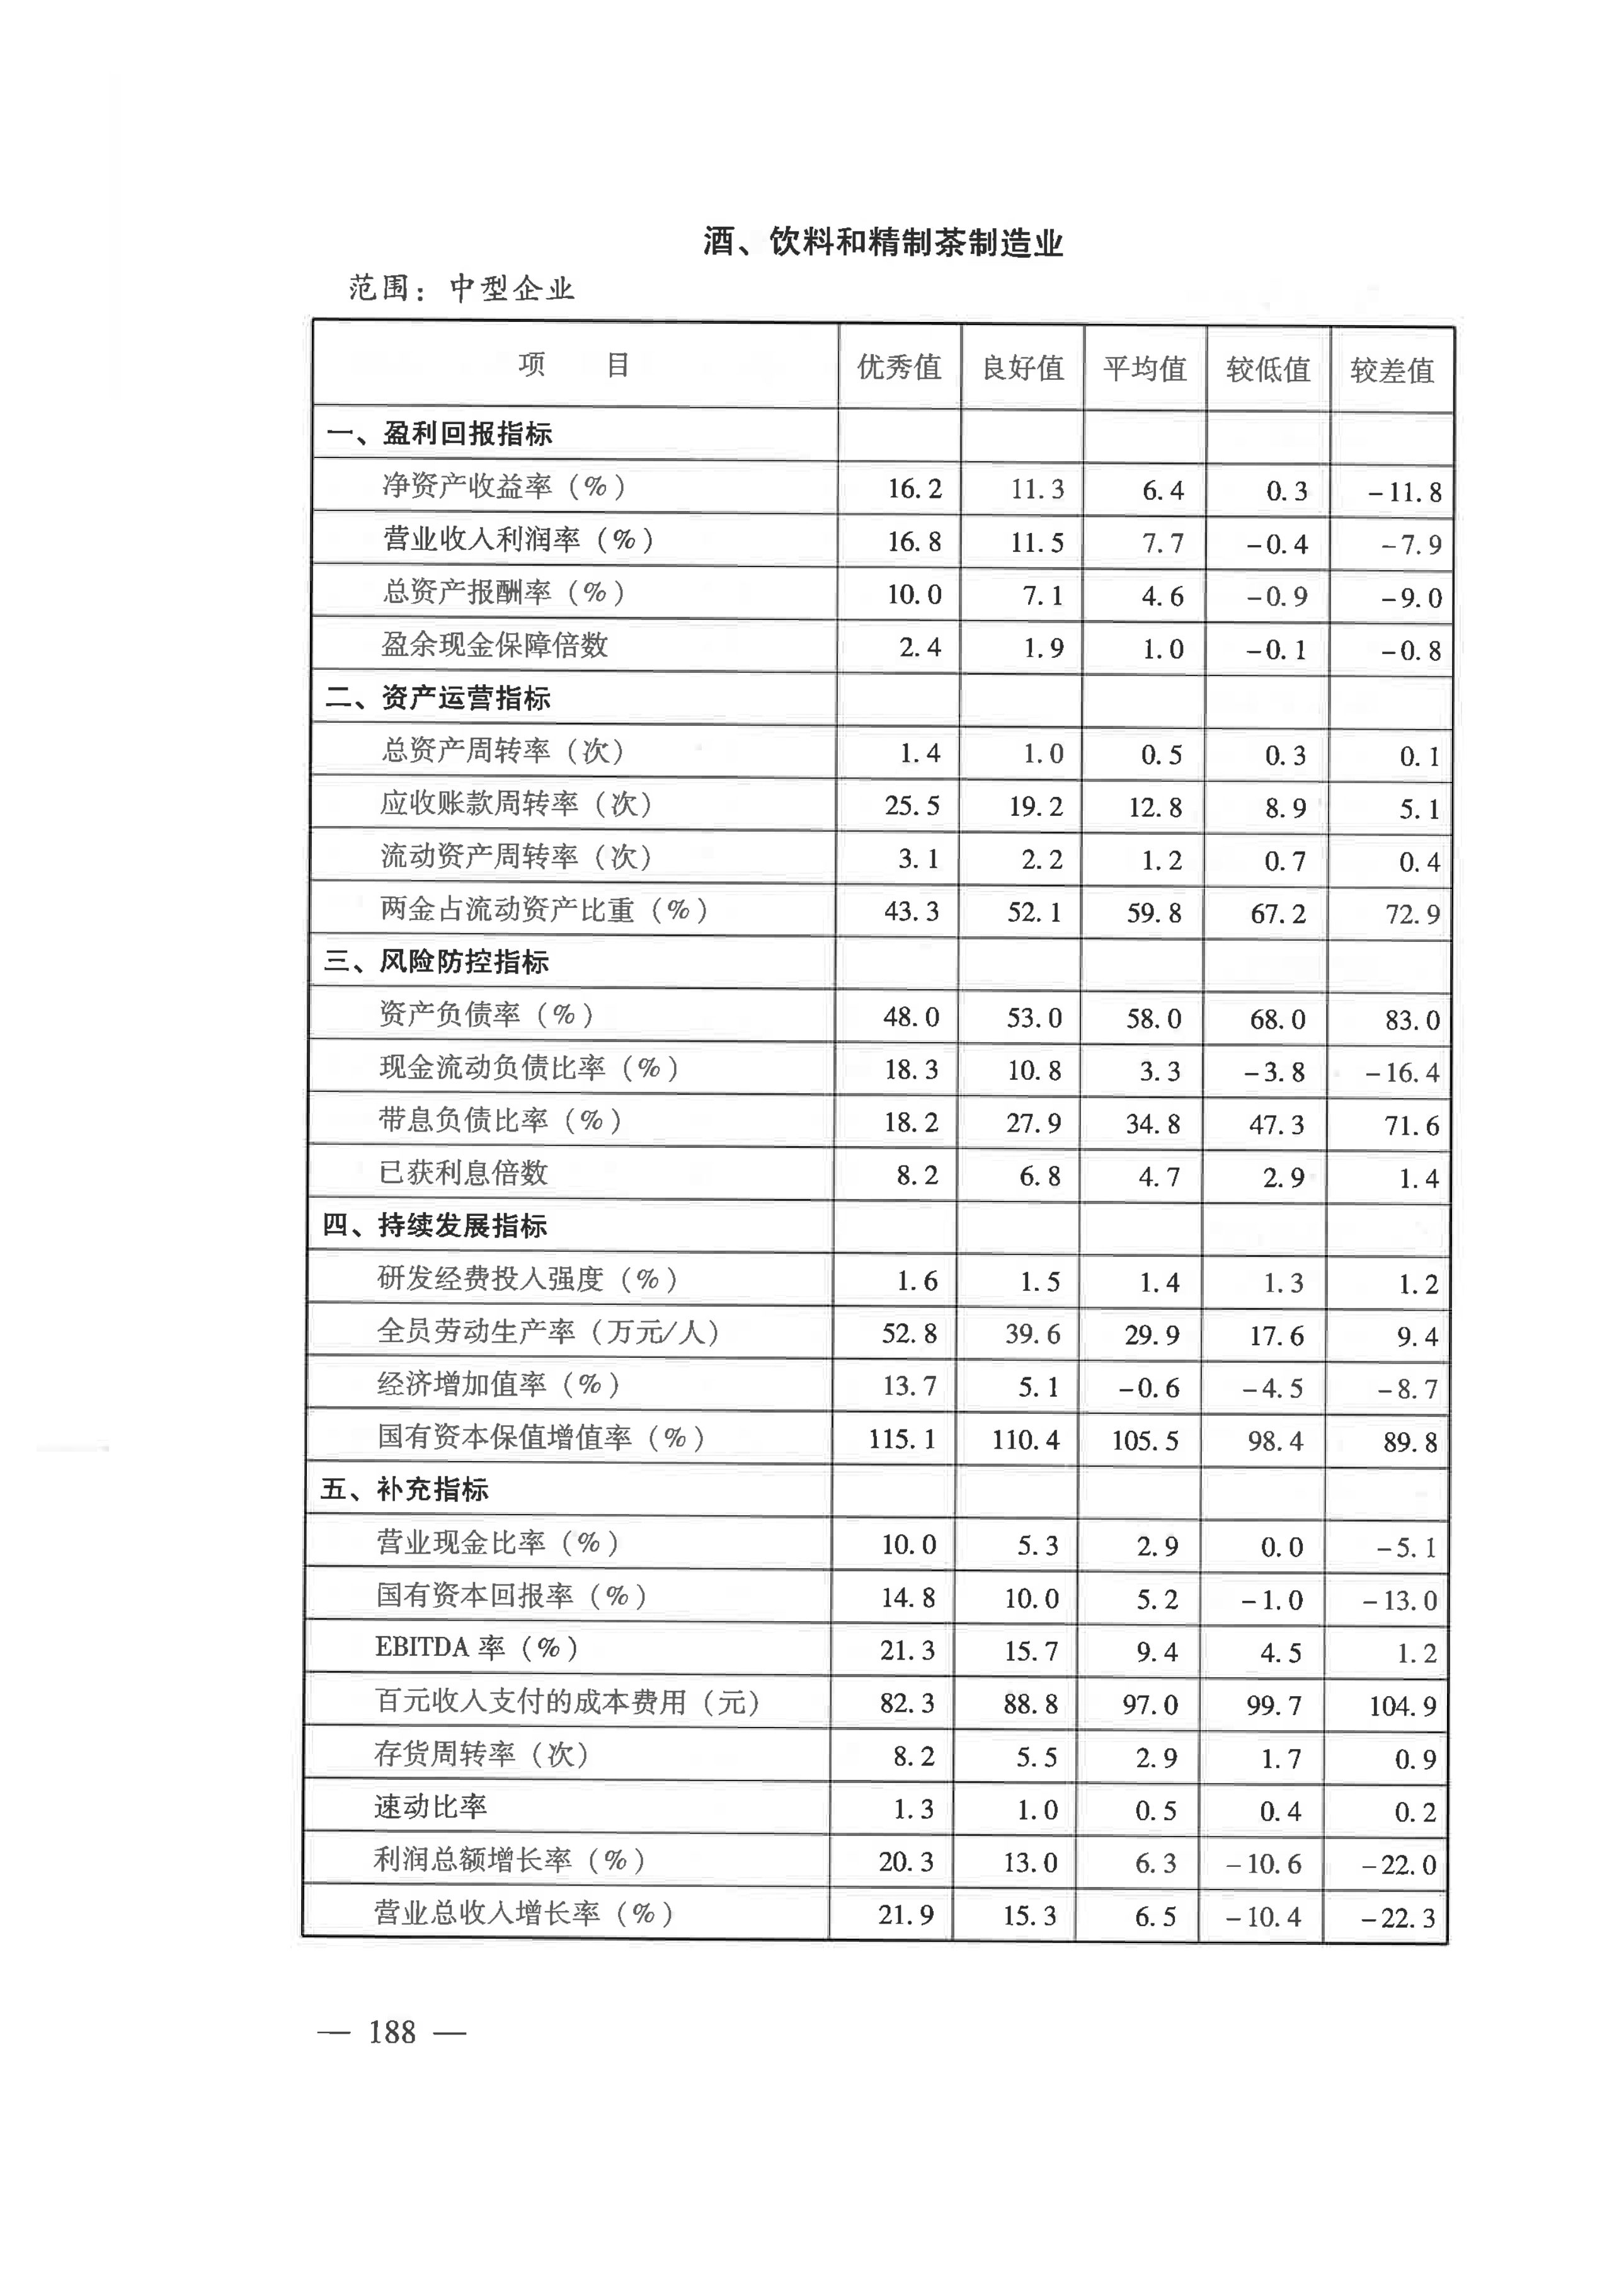 酒、饮料和精制茶制造业
范围：中型企业
项 目 优秀值 良好值 平均值 较低值 较差值
一、盈利回报指标
净资产收益率（%） 16.2 11.3 6.4 0.3 -11.8
营业收入利润率（%） 16.8 11.5 7.7 -0.4 -7.9
总资产报酬率（%） 10.0 7.1 4.6 -0.9 -9.0
盈余现金保障倍数 2.4 1.9 1.0 -0.1 -0.8
二、资产运营指标
总资产周转率（次） 1.4 1.0 0.5 0.3 0.1
应收账款周转率（次） 25.5 19.2 12.8 8.9 5.1
流动资产周转率（次） 3.1 2.2 1.2 0.7 0.4
两金占流动资产比重（%） 43.3 52.1 59.8 67.2 72.9
三、风险防控指标
资产负债率（%） 48.0 53.0 58.0 68.0 83.0
现金流动负债比率（%） 18.3 10.8 3.3 -3.8 -16.4
带息负债比率（%） 18.2 27.9 34.8 47.3 71.6
已获利息倍数 8.2 6.8 4.7 2.9 1.4
四、持续发展指标
研发经费投入强度（%） 1.6 1.5 1.4 1.3 1.2
全员劳动生产率（万元/人） 52.8 39.6 29.9 17.6 9.4
经济增加值率（%） 13.7 5.1 -0.6 -4.5 -8.7
国有资本保值增值率（%） 115.1 110.4 105.5 98.4 89.8
五、补充指标
营业现金比率（%） 10.0 5.3 2.9 0.0 -5.1
国有资本回报率（%） 14.8 10.0 5.2 -1.0 -13.0
EBITDA 率（%） 21.3 15.7 9.4 4.5 1.2
百元收入支付的成本费用（元） 82.3 88.8 97.0 99.7 104.9
存货周转率（次） 8.2 5.5 2.9 1.7 0.9
速动比率 1.3 1.0 0.5 0.4 0.2
利润总额增长率（%） 20.3 13.0 6.3 -10.6 -22.0
营业总收入增长率（%） 21.9 15.3 6.5 -10.4 -22.3
— 188 —